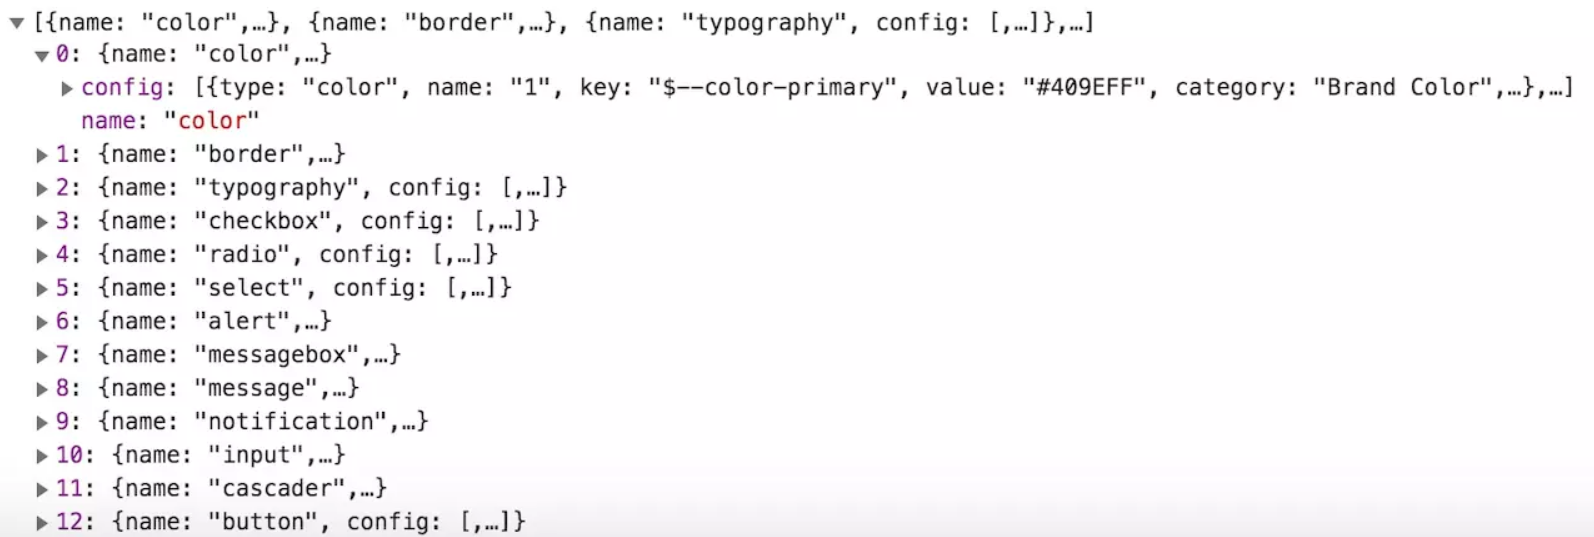 [{name: "color",…}, {name: "border",…}, {name: "typography", config: [,…]},…]
0: {name: "color",…}
config: [{type: "color", name: "1", key: "$--color-primary", value: "#409EFF", category: "Brand Color",…},…]
name: "color"
1: {name: "border",…}
2: {name: "typography", config: [,…]}
3: {name: "checkbox", config: [,…]}
4: {name: "radio", config: [,…]}
5: {name: "select", config: [,…]}
6: {name: "alert",…}
7: {name: "messagebox",…}
8: {name: "message",…}
9: {name: "notification",…}
10: {name: "input",…}
11: {name: "cascader",…}
12: {name: "button", config: [,…]}